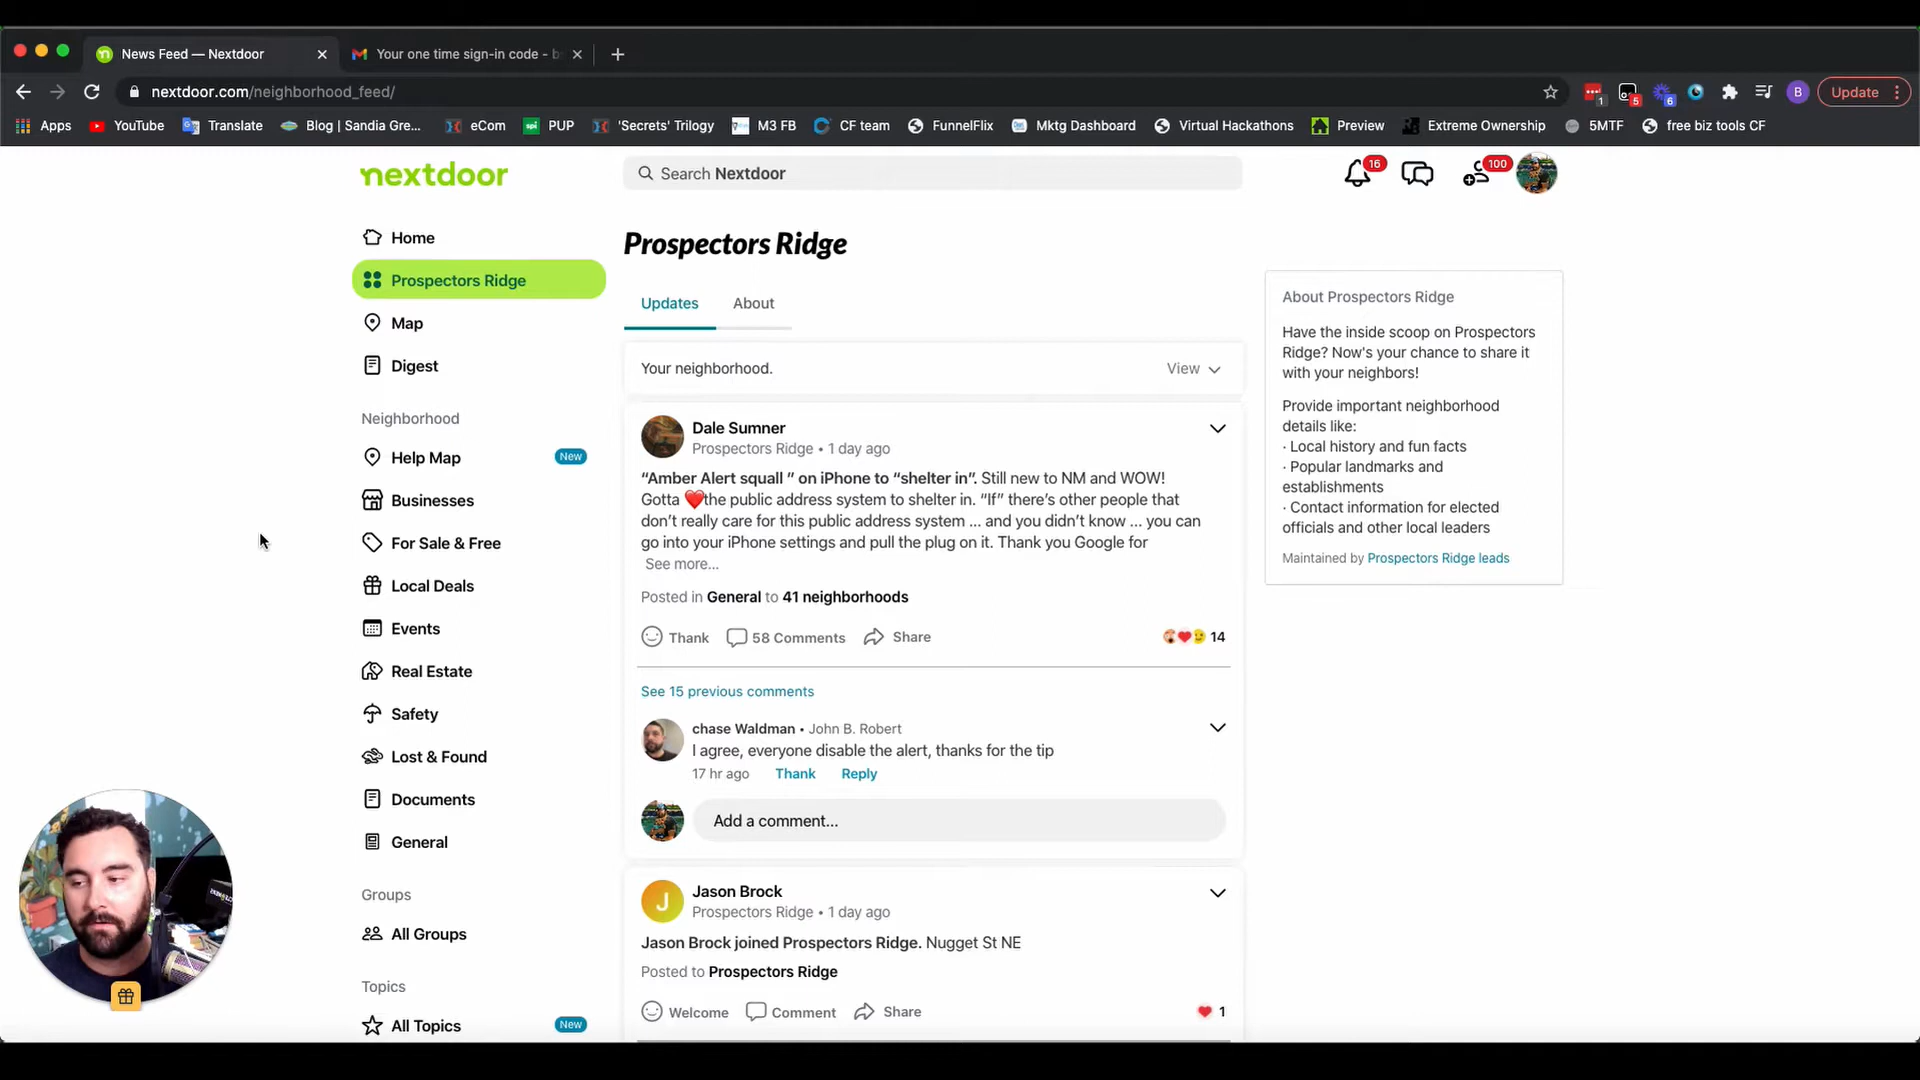 News Feed — Nextdoor
Your one time sign-in code - b
nextdoor.com/neighborhood_feed/
1
5
6
B
Update
Apps
YouTube
Translate
Blog | Sandia Gre...
eCom
PUP
'Secrets' Trilogy
M3 FB
CF team
FunnelFlix
Mktg Dashboard
Virtual Hackathons
Preview
Extreme Ownership
5MTF
free biz tools CF
nextdoor
Search Nextdoor
16
100
Home
Prospectors Ridge
Map
Digest
Neighborhood
Help Map New
Businesses
For Sale & Free
Local Deals
Events
Real Estate
Safety
Lost & Found
Documents
General
Groups
All Groups
Topics
All Topics New
Prospectors Ridge
Updates About
Your neighborhood. View
Dale Sumner
Prospectors Ridge • 1 day ago
“Amber Alert squall ” on iPhone to “shelter in”. Still new to NM and WOW!
Gotta ❤️the public address system to shelter in. “If” there’s other people that
don’t really care for this public address system ... and you didn’t know ... you can
go into your iPhone settings and pull the plug on it. Thank you Google for
See more...
Posted in General to 41 neighborhoods
Thank 58 Comments Share 14
See 15 previous comments
chase Waldman • John B. Robert
I agree, everyone disable the alert, thanks for the tip
17 hr ago Thank Reply
Add a comment...
J
Jason Brock
Prospectors Ridge • 1 day ago
Jason Brock joined Prospectors Ridge. Nugget St NE
Posted to Prospectors Ridge
Welcome Comment Share 1
About Prospectors Ridge
Have the inside scoop on Prospectors
Ridge? Now's your chance to share it
with your neighbors!
Provide important neighborhood
details like:
· Local history and fun facts
· Popular landmarks and
establishments
· Contact information for elected
officials and other local leaders
Maintained by Prospectors Ridge leads